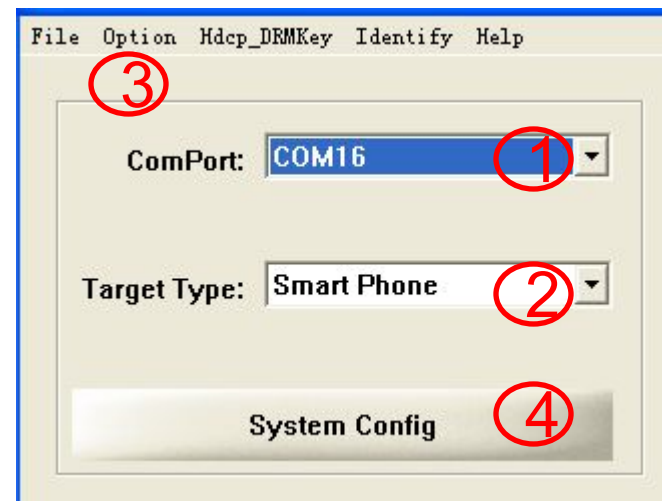 File Option Hdcp_DRMKey Identify Help
3
ComPort: COM16 1
Target Type: Smart Phone 2
System Config 4